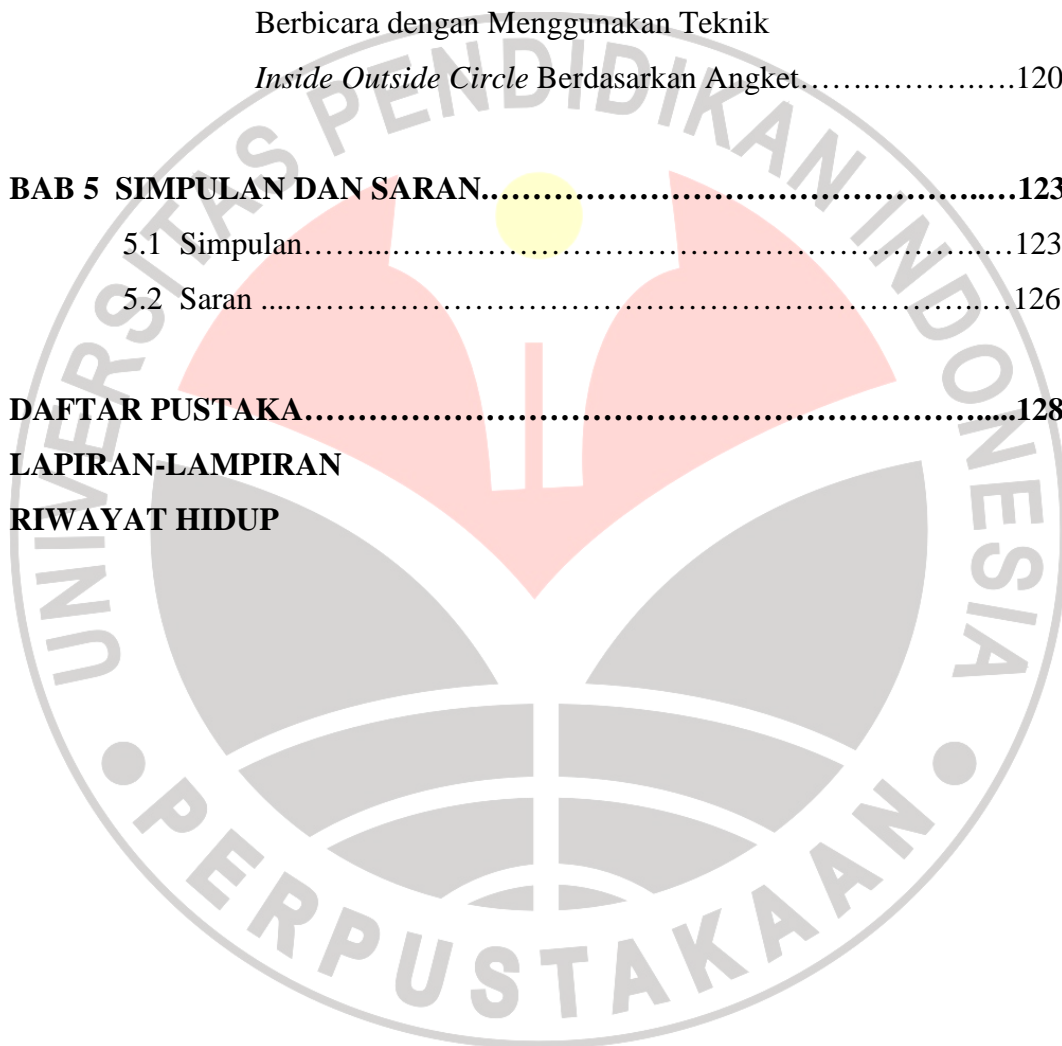 Berbicara dengan Menggunakan Teknik
Inside Outside Circle Berdasarkan Angket…….……….….120
BAB 5 SIMPULAN DAN SARAN.…………………………………..…123
5.1 Simpulan……...……………………………………………..…123
5.2 Saran ....……………………………………………………...…126
DAFTAR PUSTAKA……………………………………………….....128
LAPIRAN-LAMPIRAN
RIWAYAT HIDUP
UNIVERSITAS PENDIDIKAN INDONESIA
PERPUSTAKAAN